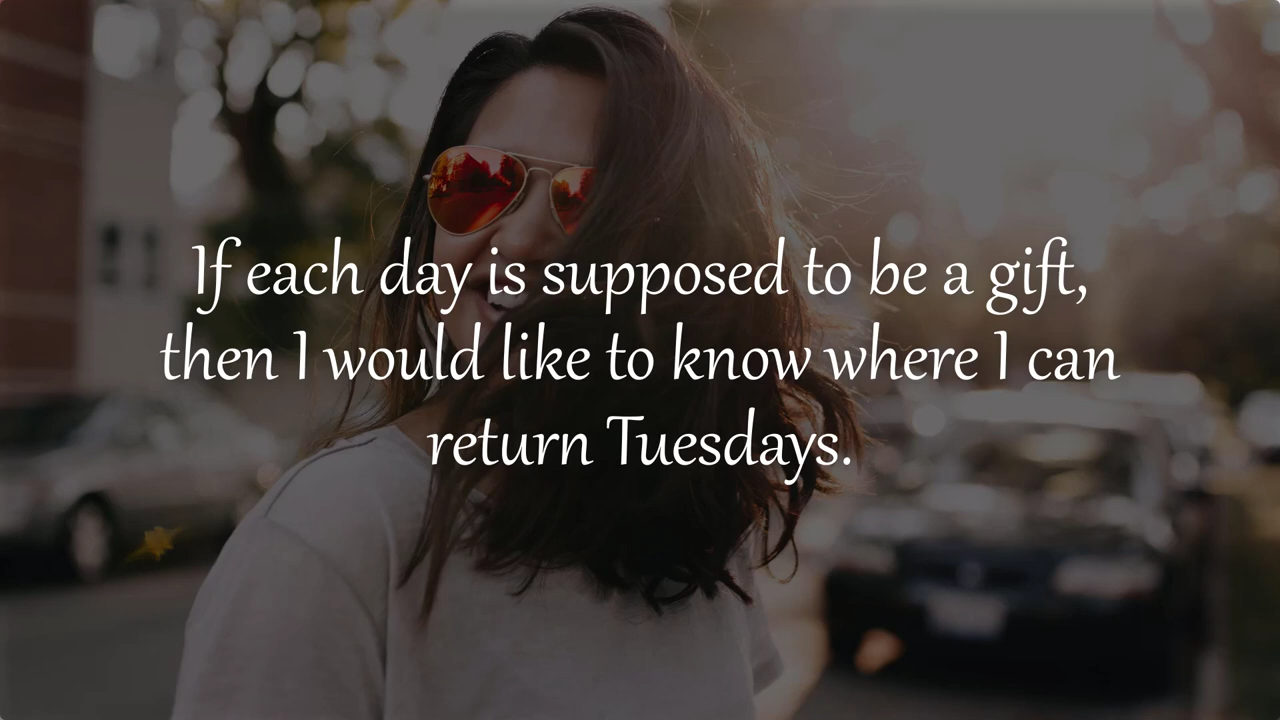 If each day is supposed to be a gift,
then I would like to know where I can
return Tuesdays.